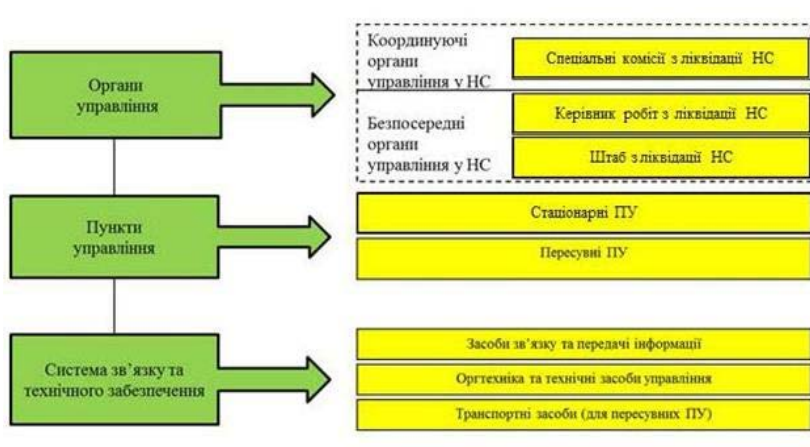 Органи
управління
Координуючі
органи
управління у НС
Спеціальні комісії з ліквідації НС
Безпосередні
органи
управління у НС
Керівник робіт з ліквідації НС
Штаб з ліквідації НС
Пункти
управління
Стаціонарні ПУ
Пересувні ПУ
Система зв’язку та
технічного забезпечення
Засоби зв’язку та передачі інформації
Оргтехніка та технічні засоби управління
Транспортні засоби (для пересувних ПУ)